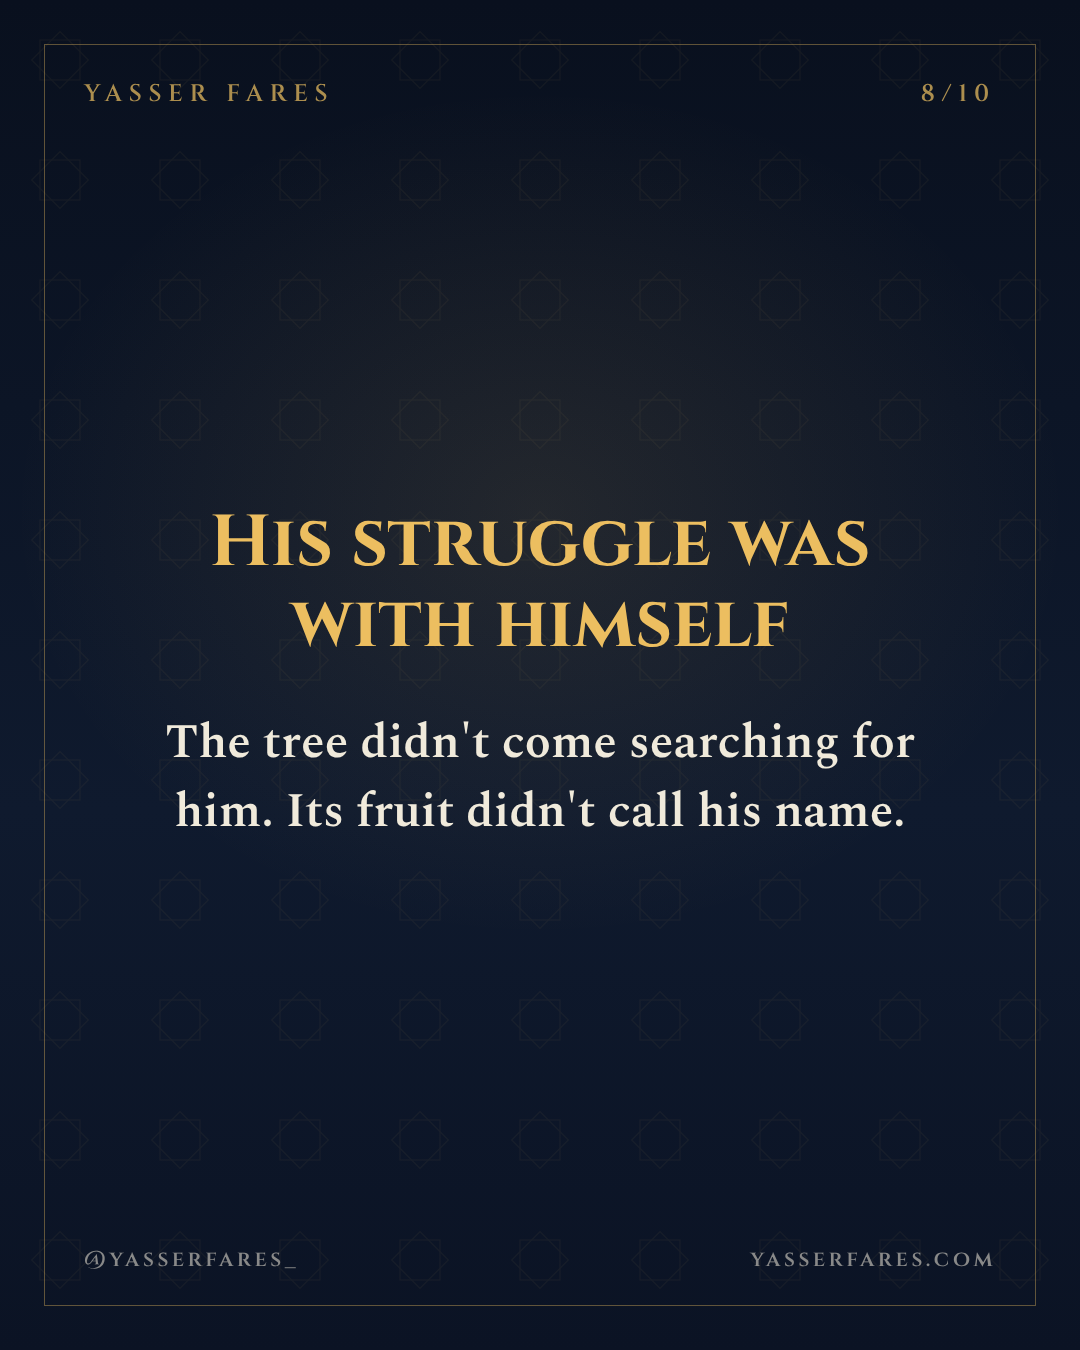 YASSER FARES
8/10
His struggle was
with himself
The tree didn't come searching for
him. Its fruit didn't call his name.
@YASSERFARES_
YASSERFARES.COM